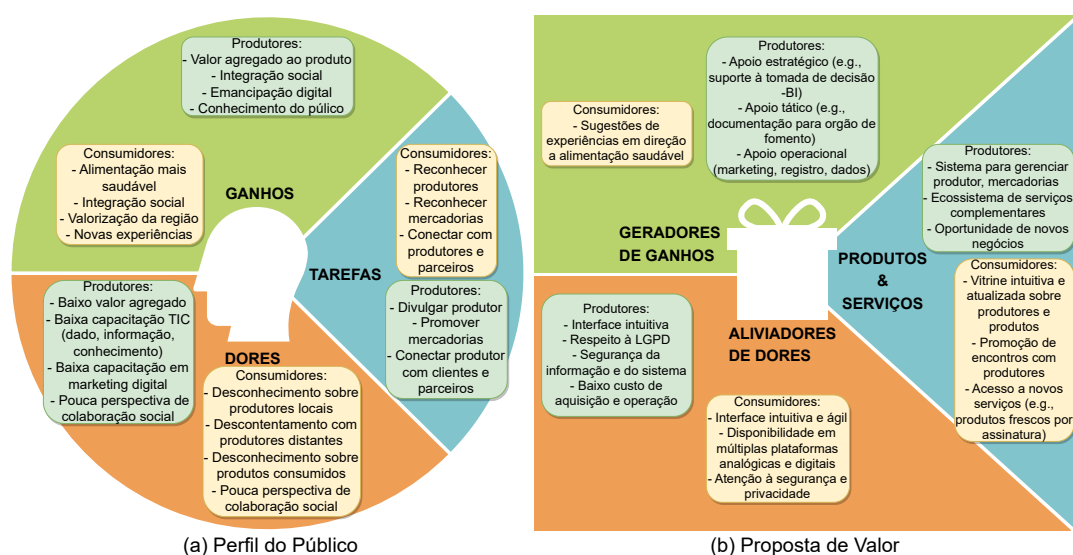 Produtores:
- Valor agregado ao produto
- Integração social
- Emancipação digital
- Conhecimento do púlico
Consumidores:
- Alimentação mais
saudável
- Integração social
- Valorização da região
- Novas experiências
GANHOS
Consumidores:
- Reconhecer
produtores
- Reconhecer
mercadorias
- Conectar com
produtores e
parceiros
TAREFAS
Produtores:
- Divulgar produtor
- Promover
mercadorias
- Conectar produtor
com clientes e
parceiros
Produtores:
- Baixo valor agregado
- Baixa capacitação TIC
(dado, informação,
conhecimento)
- Baixa capacitação em
marketing digital
- Pouca perspectiva de
colaboração social
DORES
Consumidores:
- Desconhecimento sobre
produtores locais
- Descontentamento com
produtores distantes
- Desconhecimento sobre
produtos consumidos
- Pouca perspectiva de
colaboração social
(a) Perfil do Público
Produtores:
- Apoio estratégico (e.g.,
suporte à tomada de decisão
-BI)
- Apoio tático (e.g.,
documentação para orgão de
fomento)
- Apoio operacional
(marketing, registro, dados)
Consumidores:
- Sugestões de
experiências em direção
a alimentação saudável
GERADORES
DE GANHOS
Produtores:
- Sistema para gerenciar
produtor, mercadorias
- Ecossistema de serviços
complementares
- Oportunidade de novos
negócios
PRODUTOS
&
SERVIÇOS
Consumidores:
- Vitrine intuitiva e
atualizada sobre
produtores e
produtos
- Promoção de
encontros com
produtores
- Acesso a novos
serviços (e.g.,
produtos frescos por
assinatura)
Produtores:
- Interface intuitiva
- Respeito à LGPD
- Segurança da
informação e do sistema
- Baixo custo de
aquisição e operação
ALIVIADORES
DE DORES
Consumidores:
- Interface intuitiva e ágil
- Disponibilidade em
múltiplas plataformas
analógicas e digitais
- Atenção à segurança e
privacidade
(b) Proposta de Valor